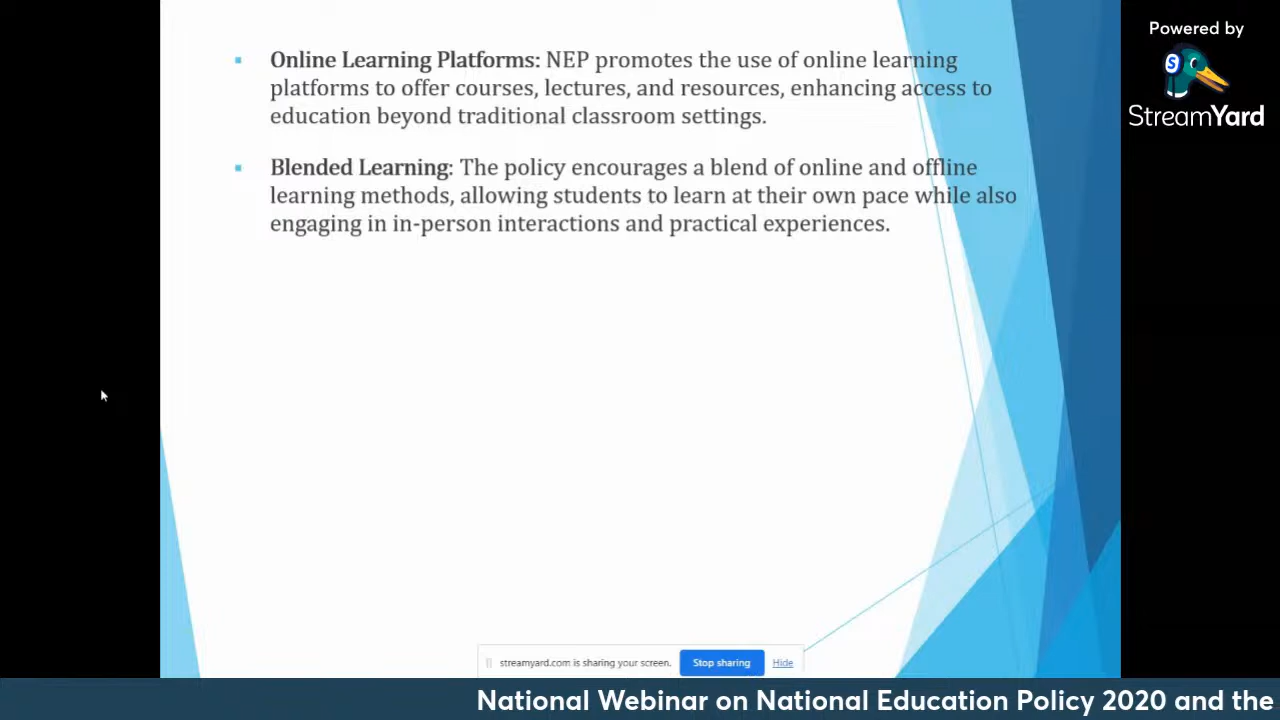 Powered by
StreamYard
Online Learning Platforms: NEP promotes the use of online learning
platforms to offer courses, lectures, and resources, enhancing access to
education beyond traditional classroom settings.
Blended Learning: The policy encourages a blend of online and offline
learning methods, allowing students to learn at their own pace while also
engaging in in-person interactions and practical experiences.
streamyard.com is sharing your screen. Stop sharing Hide
National Webinar on National Education Policy 2020 and the